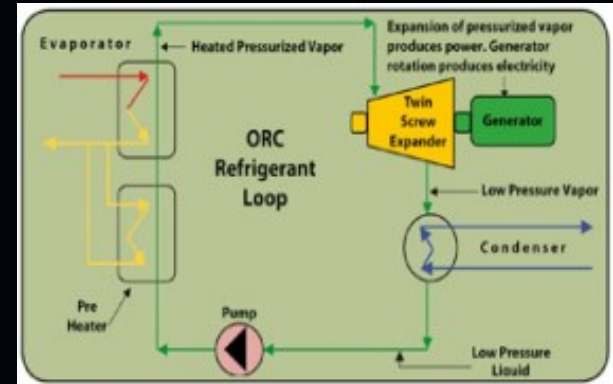 Evaporator
Heated Pressurized Vapor
Expansion of pressurized vapor
produces power. Generator
rotation produces electricity
Twin
Screw
Expander
Generator
ORC
Refrigerant
Loop
Low Pressure Vapor
Condenser
Pre
Heater
Pump
Low Pressure
Liquid